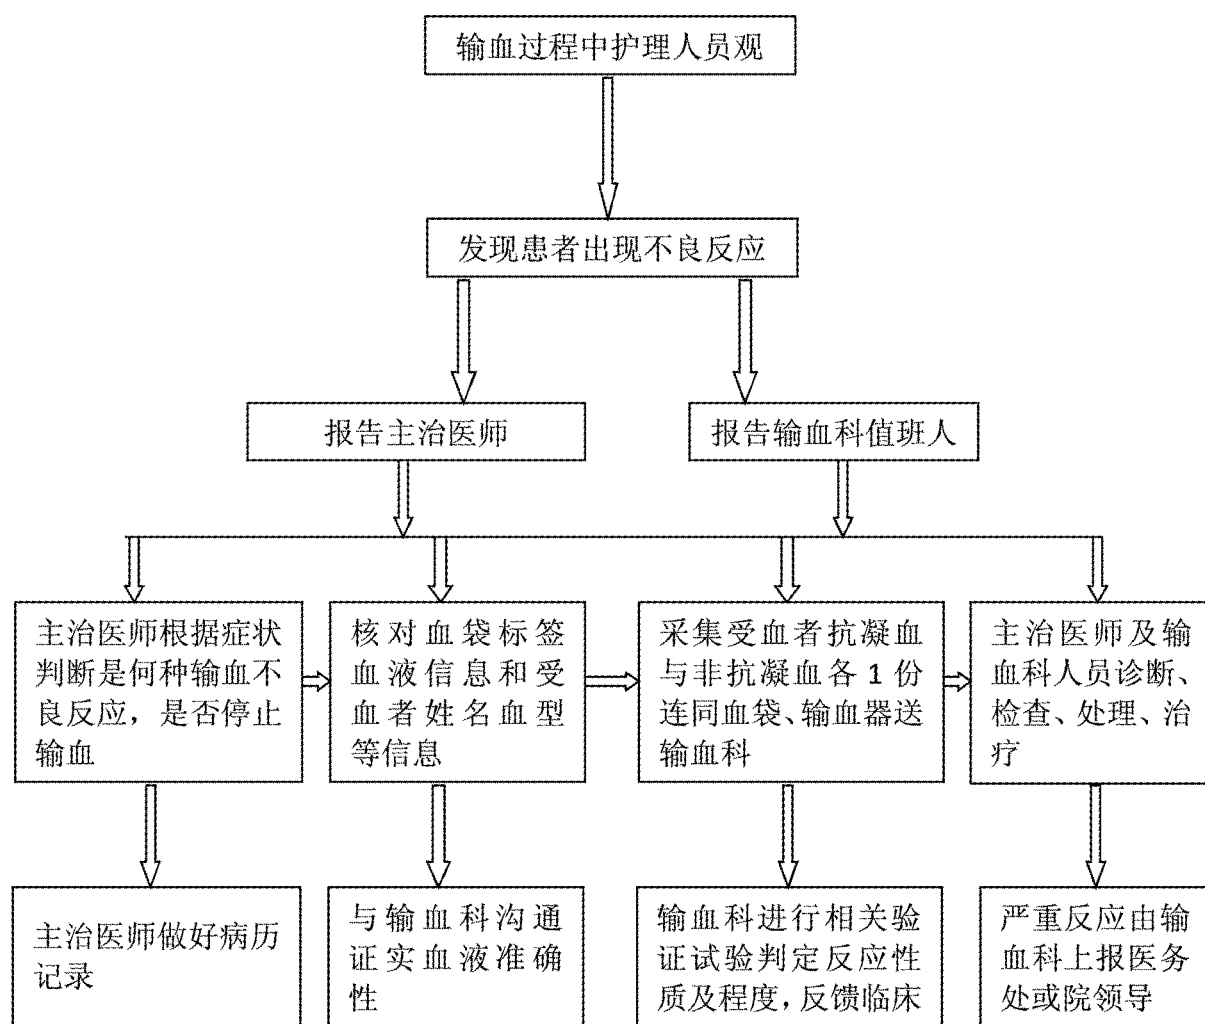 输血过程中护理人员观
发现患者出现不良反应
报告主治医师
报告输血科值班人
主治医师根据症状
判断是何种输血不
良反应，是否停止
输血
核对血袋标签
血液信息和受
血者姓名血型
等信息
采集受血者抗凝血
与非抗凝血各1份
连同血袋、输血器送
输血科
主治医师及输
血科人员诊断、
检查、处理、治
疗
主治医师做好病历
记录
与输血科沟通
证实血液准确
性
输血科进行相关验
证试验判定反应性
质及程度，反馈临床
严重反应由输
血科上报医务
处或院领导